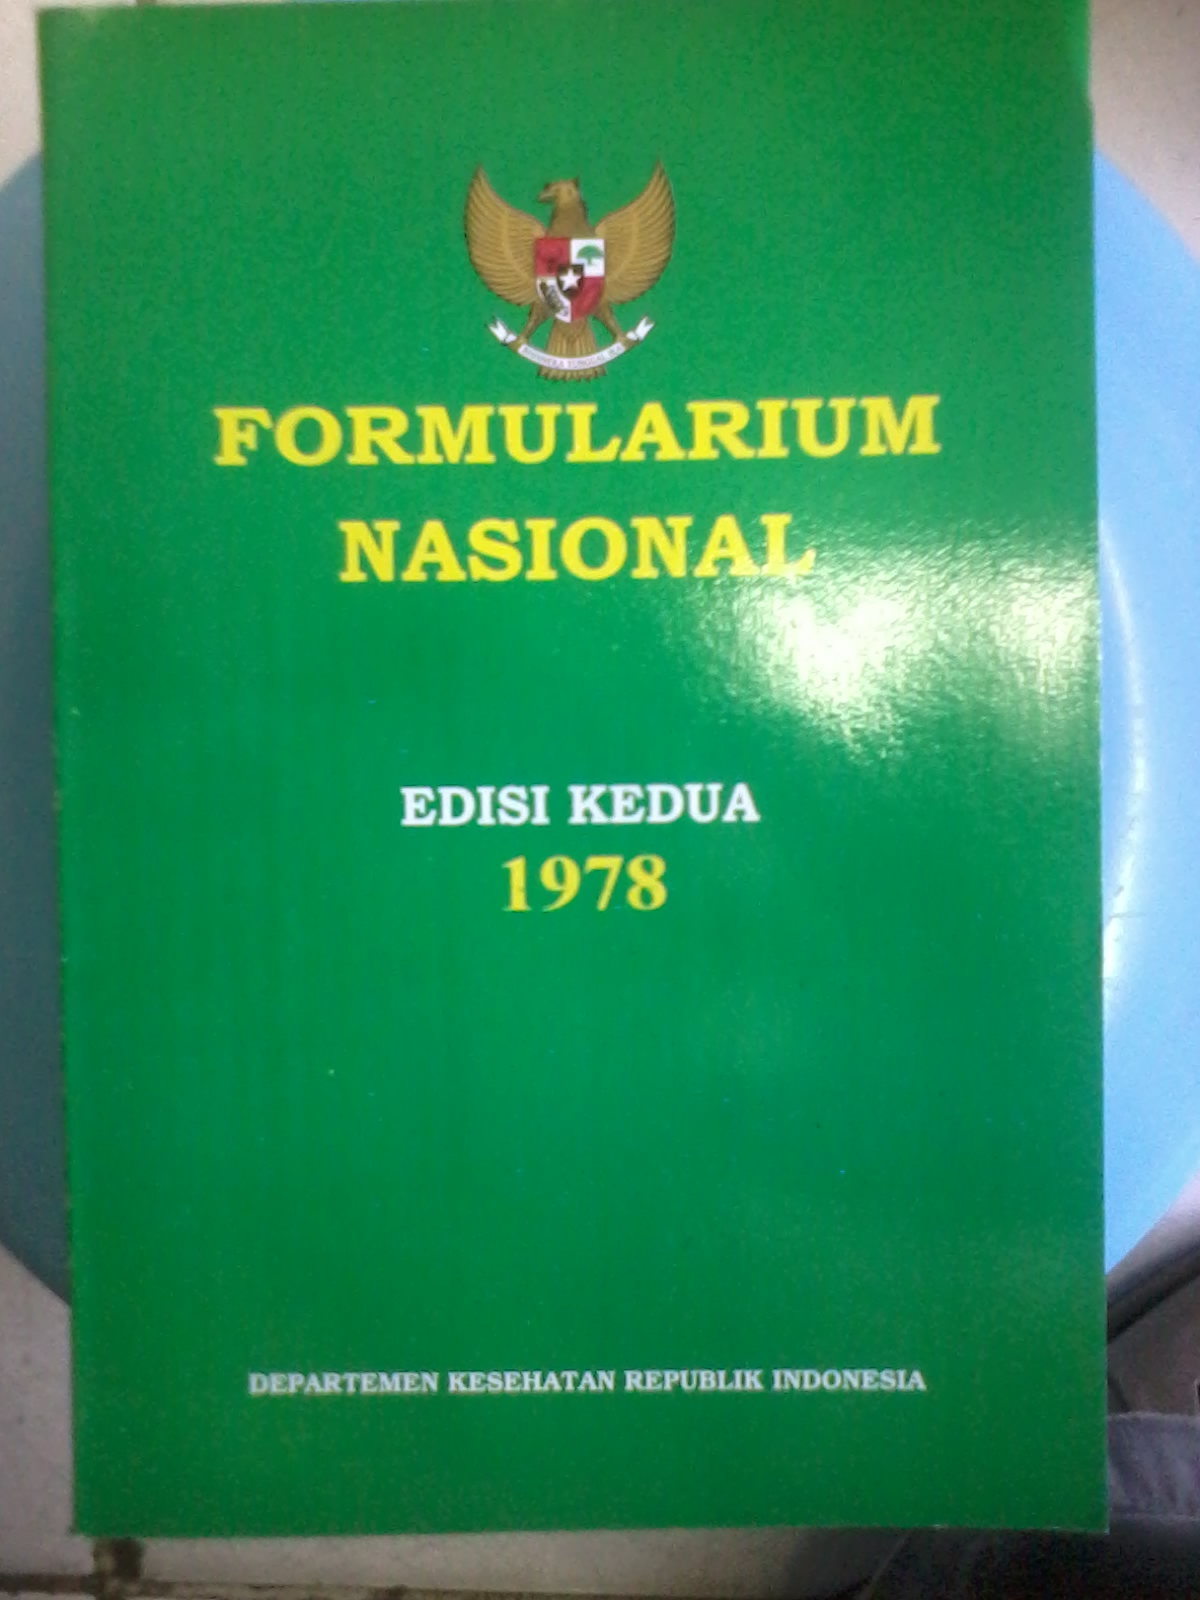 FORMULARIUM
NASIONAL
EDISI KEDUA
1978
DEPARTEMEN KESEHATAN REPUBLIK INDONESIA